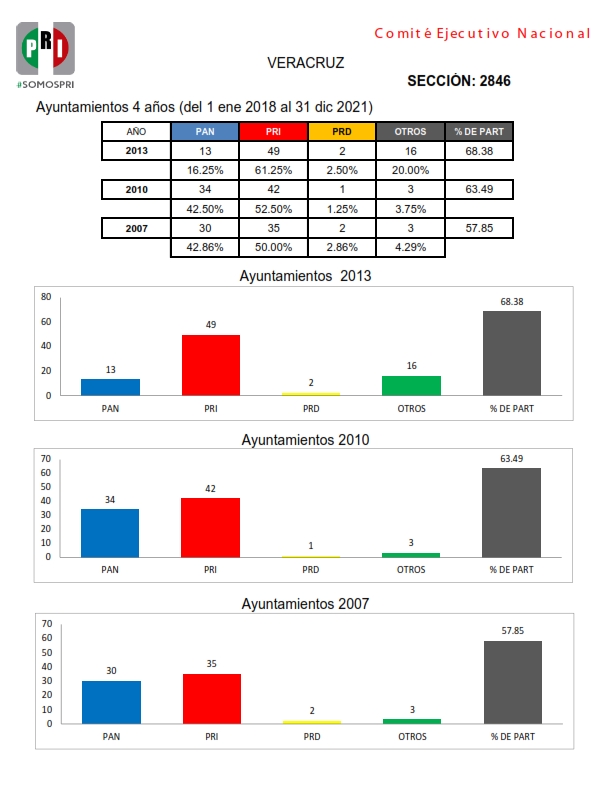 Comité Ejecutivo Nacional
PRI
#SOMOSPRI
VERACRUZ
SECCIÓN: 2846
Ayuntamientos 4 años (del 1 ene 2018 al 31 dic 2021)
AÑO PAN PRI PRD OTROS % DE PART
2013 13 49 2 16 68.38
16.25% 61.25% 2.50% 20.00%
2010 34 42 1 3 63.49
42.50% 52.50% 1.25% 3.75%
2007 30 35 2 3 57.85
42.86% 50.00% 2.86% 4.29%
Ayuntamientos 2013
80
60
40
20
0
13 49 2 16 68.38
PAN PRI PRD OTROS % DE PART
Ayuntamientos 2010
70
60
50
40
30
20
10
0
34 42 1 3 63.49
PAN PRI PRD OTROS % DE PART
Ayuntamientos 2007
70
60
50
40
30
20
10
0
30 35 2 3 57.85
PAN PRI PRD OTROS % DE PART